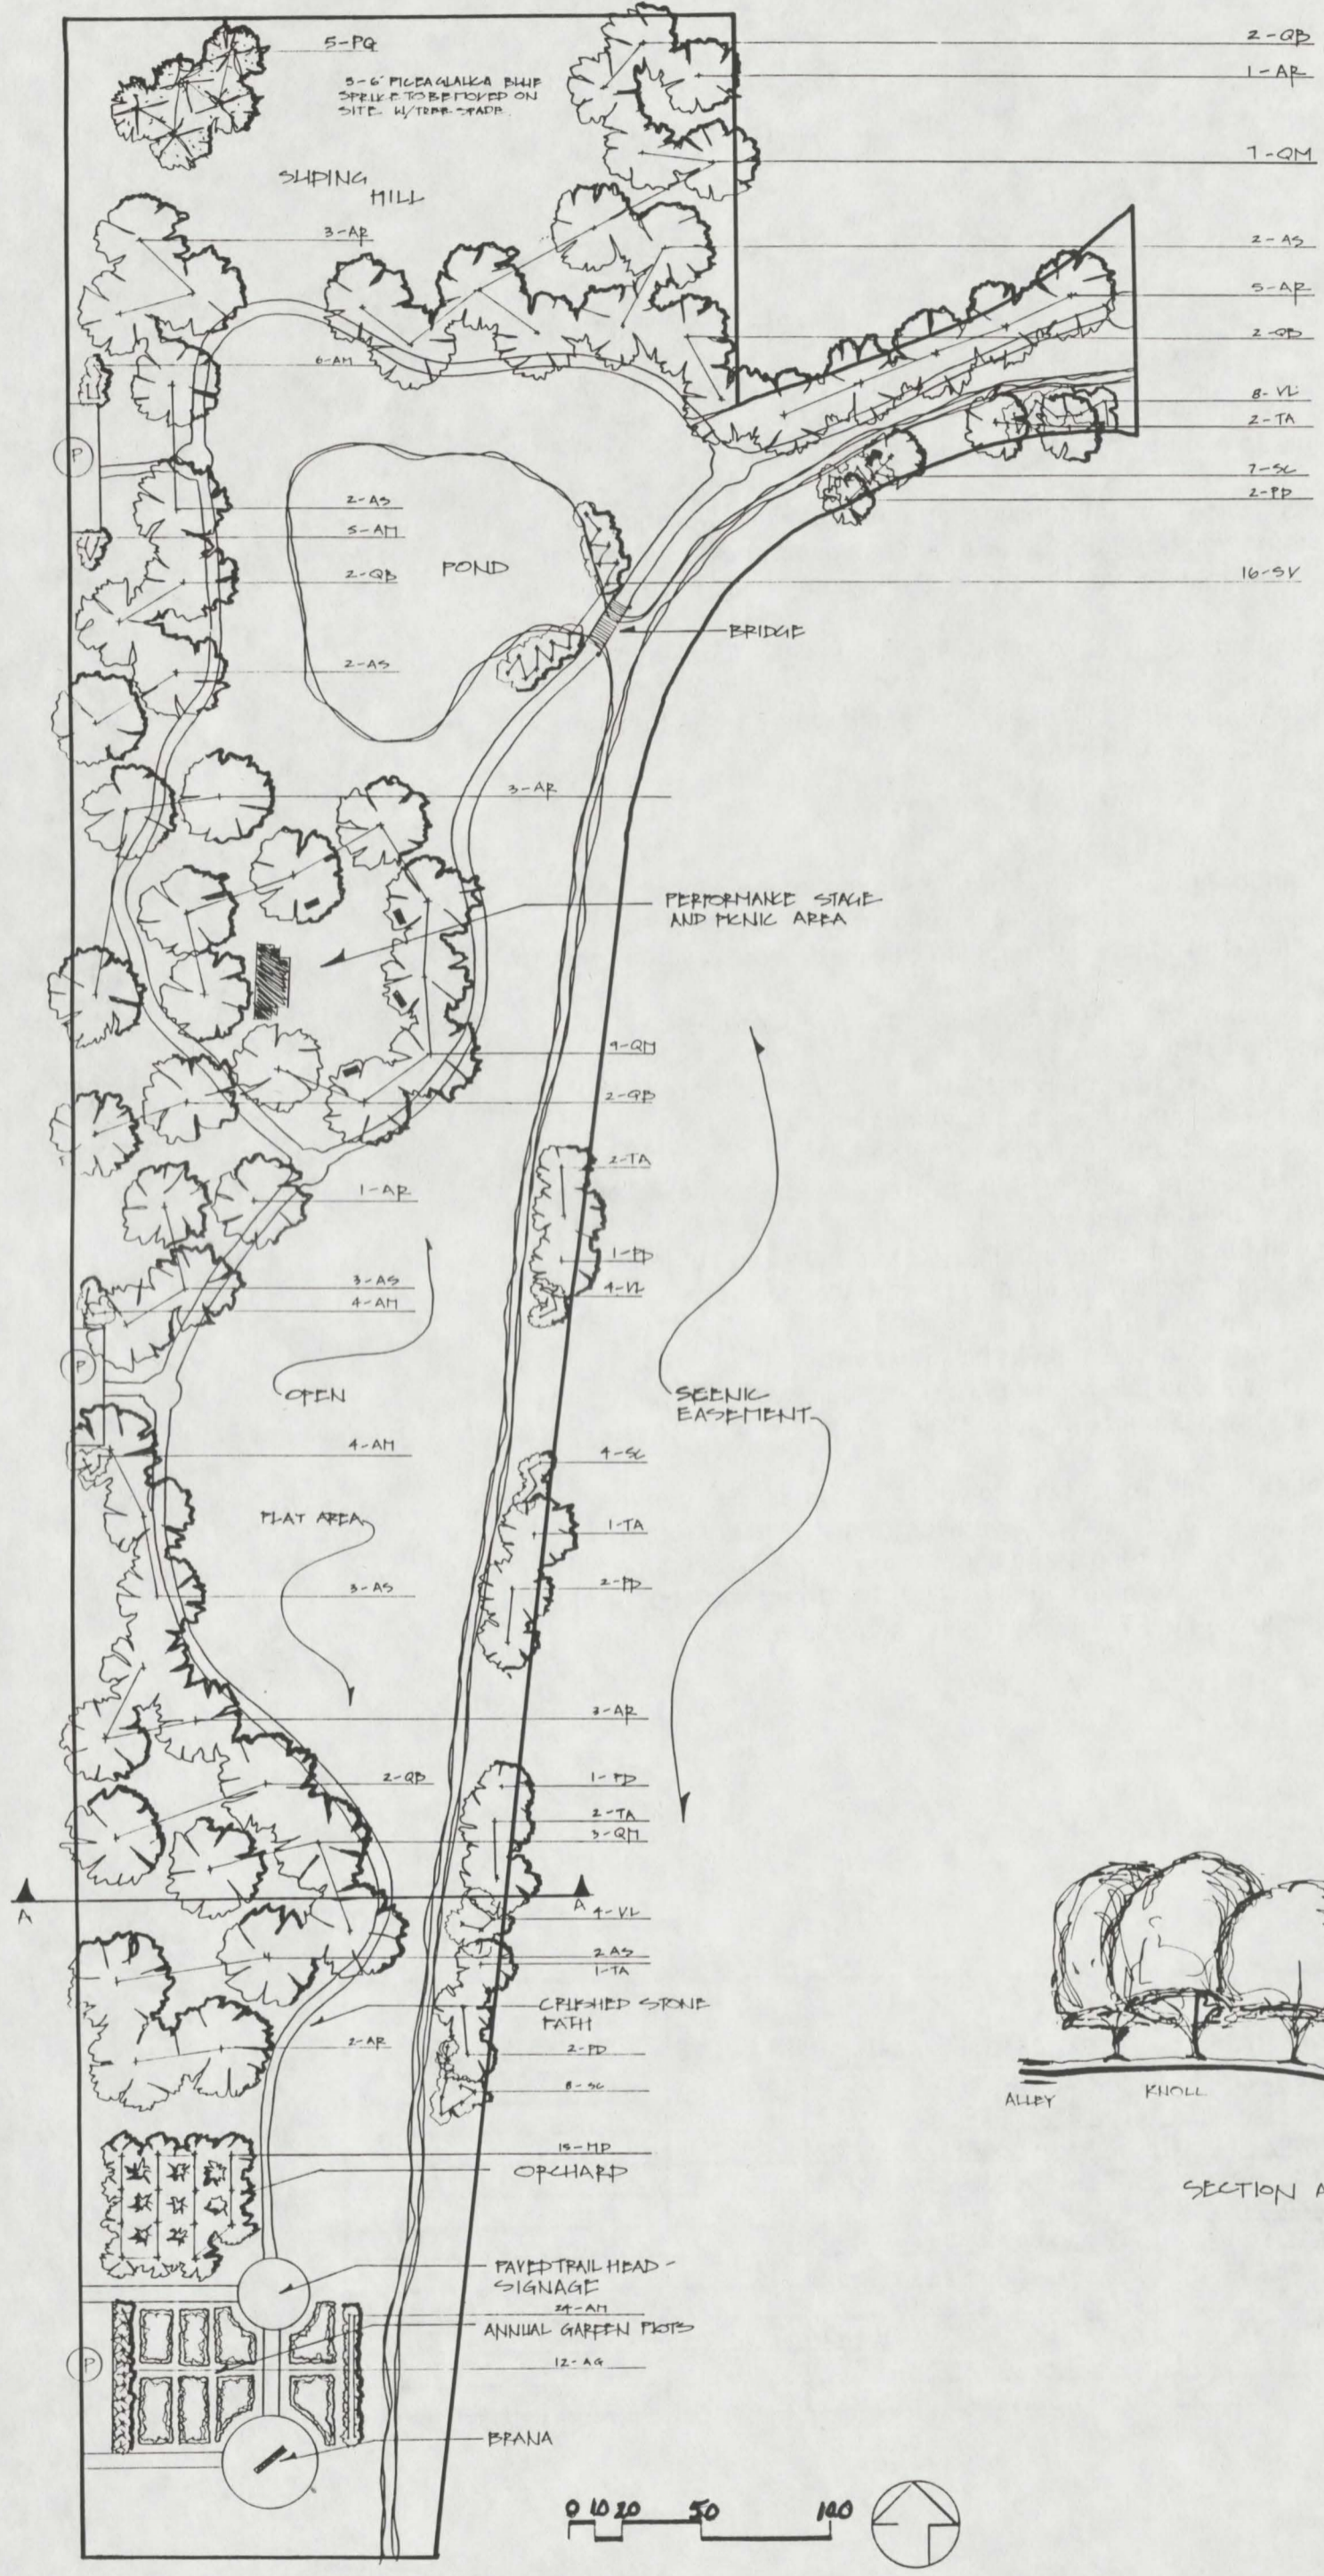 5-PG
5-6' PICEA GLAUCA BLUE
SPRUCE TO BE MOVED ON
SITE W/TREE SPADE.
2-QB
1-AR
SLIDING
HILL
7-QM
3-AR
2-AS
5-AR
2-QB
6-AM
8-VL
2-TA
P
7-SC
2-PD
2-AS
5-AM
2-QB
POND
16-SV
BRIDGE
2-AS
3-AR
PERFORMANCE STAGE
AND PICNIC AREA
9-QM
2-QB
2-TA
1-AR
1-PD
3-AS
4-VL
4-AM
P
OPEN
SCENIC
EASEMENT
4-AM
4-SC
FLAT AREA
1-TA
3-AS
2-PD
3-AR
2-QB
1-PD
2-TA
3-QM
A
A
4-VL
2AS
1-TA
CRUSHED STONE
PATH
2-AR
2-PD
8-SC
ALLEY
KNOLL
15-MP
ORCHARD
SECTION A
PAVED TRAIL HEAD-
SIGNAGE
24-AM
ANNUAL GARDEN PLOTS
P
12-AG
BRANA
0 10 20 50 100